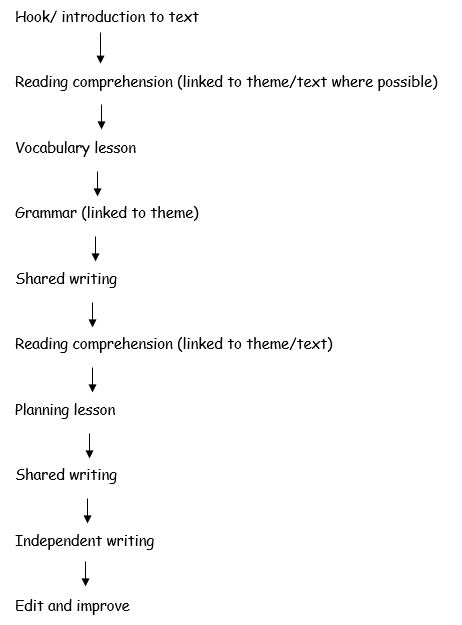 Hook/ introduction to text
Reading comprehension (linked to theme/text where possible)
Vocabulary lesson
Grammar (linked to theme)
Shared writing
Reading comprehension (linked to theme/text)
Planning lesson
Shared writing
Independent writing
Edit and improve